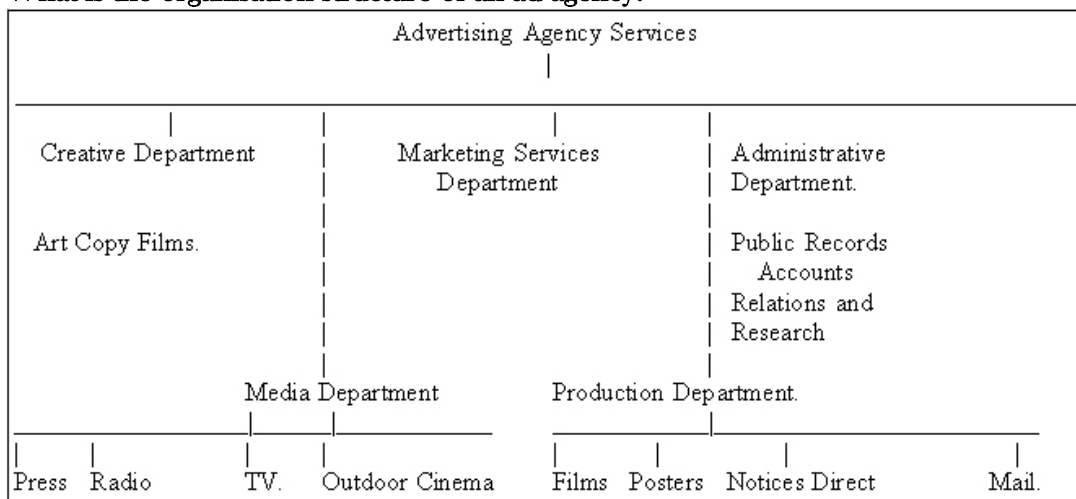 What is the organisation structure of an ad agency?
Advertising Agency Services
Creative Department
Marketing Services
Department
Administrative
Department.
Art Copy Films.
Public Records
Accounts
Relations and
Research
Media Department
Production Department.
Press Radio TV. Outdoor Cinema Films Posters Notices Direct Mail.